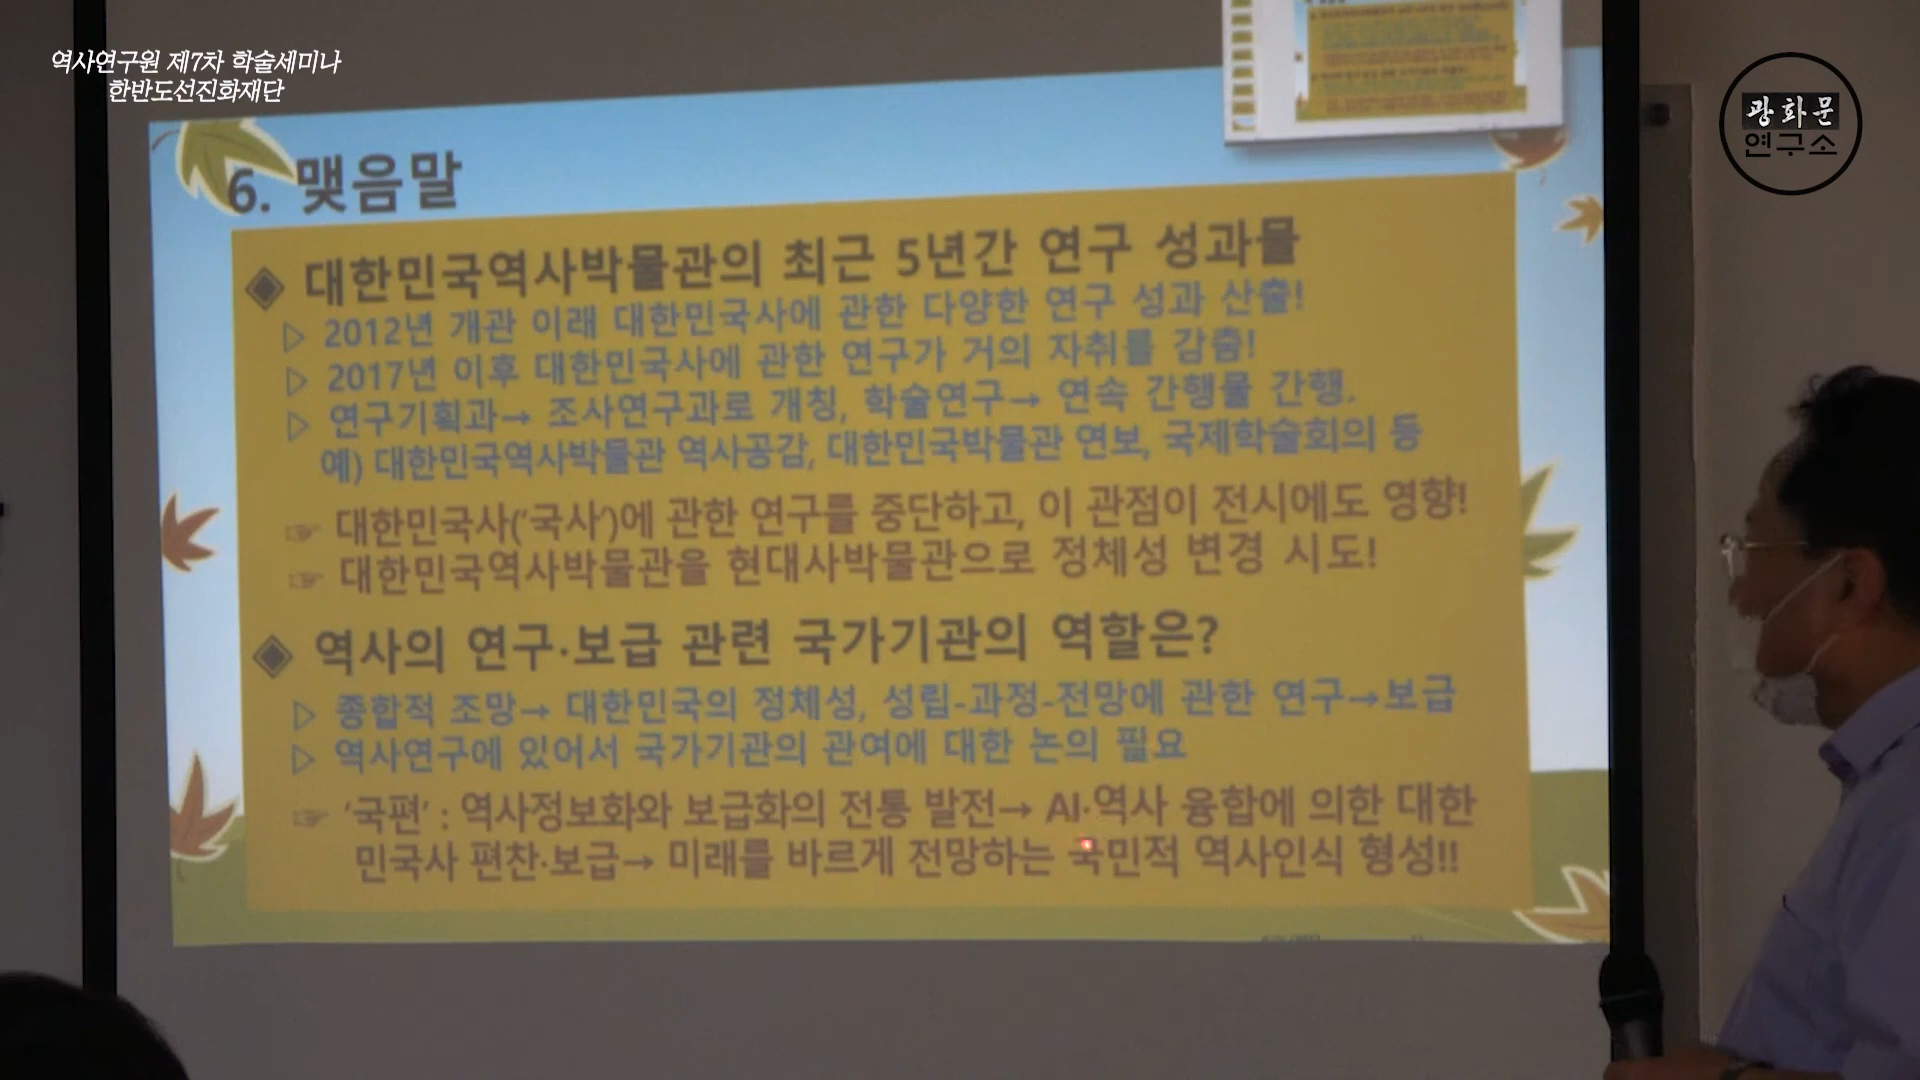 역사연구원 제7차 학술세미나
한반도선진화재단
광화문
연구소
6. 맺음말
◈ 대한민국역사박물관의 최근 5년간 연구 성과물
▷ 2012년 개관 이래 대한민국사에 관한 다양한 연구 성과 산출!
▷ 2017년 이후 대한민국사에 관한 연구가 거의 자취를 감춤!
▷ 연구기획과→ 조사연구과로 개칭, 학술연구→ 연속 간행물 간행.
예) 대한민국역사박물관 역사공감, 대한민국박물관 연보, 국제학술회의 등
☞ 대한민국사('국사')에 관한 연구를 중단하고, 이 관점이 전시에도 영향!
☞ 대한민국역사박물관을 현대사박물관으로 정체성 변경 시도!
◈ 역사의 연구·보급 관련 국가기관의 역할은?
▷ 종합적 조망→ 대한민국의 정체성, 성립-과정-전망에 관한 연구→보급
▷ 역사연구에 있어서 국가기관의 관여에 대한 논의 필요
☞ '국편' : 역사정보화와 보급화의 전통 발전→ AI·역사 융합에 의한 대한
민국사 편찬·보급→ 미래를 바르게 전망하는 국민적 역사인식 형성!!